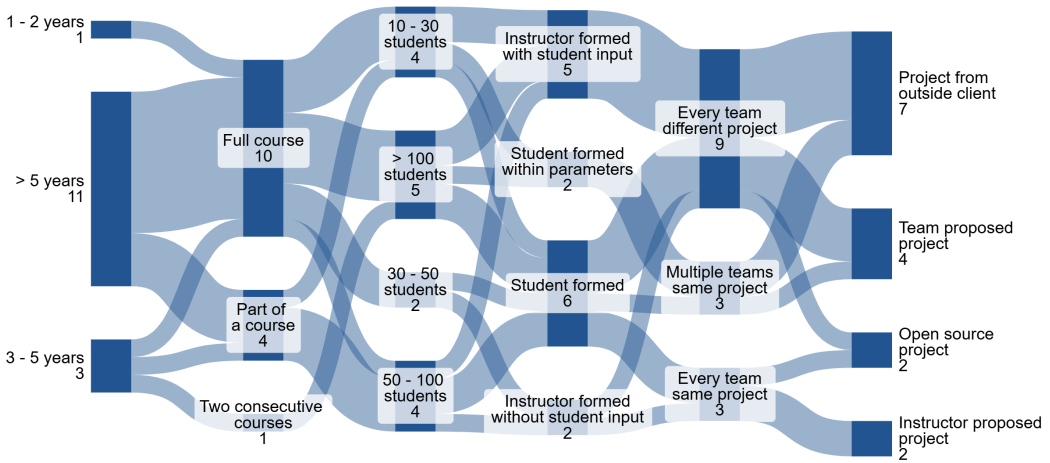 1 - 2 years
1
> 5 years
11
3 - 5 years
3
Full course
10
Part of
a course
4
Two consecutive
courses
1
10 - 30
students
4
> 100
students
5
30 - 50
students
2
50 - 100
students
4
Instructor formed
with student input
5
Student formed
within parameters
2
Student formed
6
Instructor formed
without student input
2
Every team
different project
9
Multiple teams
same project
3
Every team
same project
3
Project from
outside client
7
Team proposed
project
4
Open source
project
2
Instructor proposed
project
2